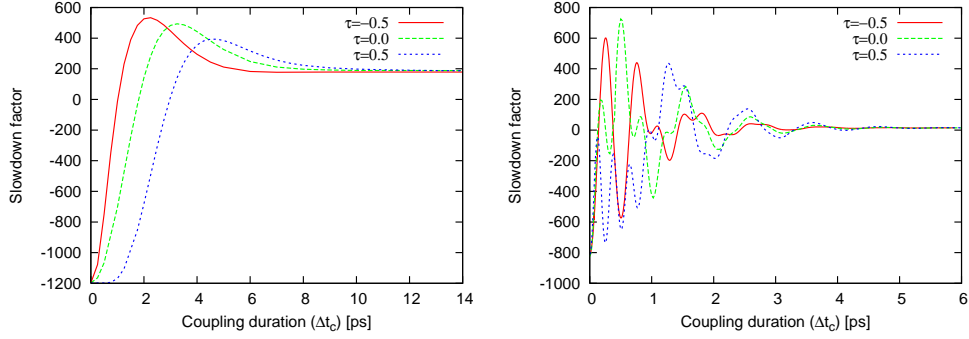 600
400
200
0
-200
-400
-600
-800
-1000
-1200
0 2 4 6 8 10 12 14
Slowdown factor
Coupling duration (Δtc) [ps]
τ=-0.5
τ=0.0
τ=0.5
800
600
400
200
0
-200
-400
-600
-800
-1000
0 1 2 3 4 5 6
Slowdown factor
Coupling duration (Δtc) [ps]
τ=-0.5
τ=0.0
τ=0.5